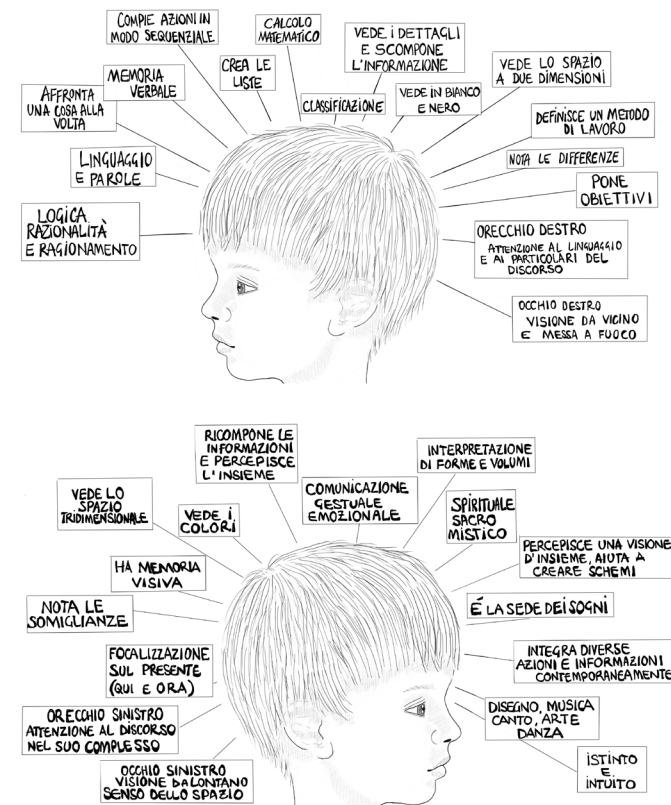 COMPIE AZIONI IN
MODO SEQUENZIALE
CALCOLO
MATEMATICO
VEDE I DETTAGLI
E SCOMPONE
L'INFORMAZIONE
CREA LE
LISTE
VEDE LO SPAZIO
A DUE DIMENSIONI
MEMORIA
VERBALE
CLASSIFICAZIONE
VEDE IN BIANCO
E NERO
AFFRONTA
UNA COSA ALLA
VOLTA
DEFINISCE UN METODO
DI LAVORO
LINGUAGGIO
E PAROLE
NOTA LE DIFFERENZE
PONE
OBIETTIVI
LOGICA
RAZIONALITÀ
E RAGIONAMENTO
ORECCHIO DESTRO
ATTENZIONE AL LINGUAGGIO
E AI PARTICOLARI DEL
DISCORSO
OCCHIO DESTRO
VISIONE DA VICINO
E MESSA A FUOCO
RICOMPONE LE
INFORMAZIONI
E PERCEPISCE
L'INSIEME
INTERPRETAZIONE
DI FORME E VOLUMI
VEDE LO
SPAZIO
TRIDIMENSIONALE
VEDE I
COLORI
COMUNICAZIONE
GESTUALE
EMOZIONALE
SPIRITUALE
SACRO
MISTICO
HA MEMORIA
VISIVA
PERCEPISCE UNA VISIONE
D'INSIEME, AIUTA A
CREARE SCHEMI
NOTA LE
SOMIGLIANZE
É LA SEDE DEI SOGNI
FOCALIZZAZIONE
SUL PRESENTE
(QUI E ORA)
INTEGRA DIVERSE
AZIONI E INFORMAZIONI
CONTEMPORANEAMENTE
ORECCHIO SINISTRO
ATTENZIONE AL DISCORSO
NEL SUO COMPLESSO
DISEGNO, MUSICA
CANTO, ARTE
DANZA
OCCHIO SINISTRO
VISIONE DA LONTANO
SENSO DELLO SPAZIO
ISTINTO
E
INTUITO